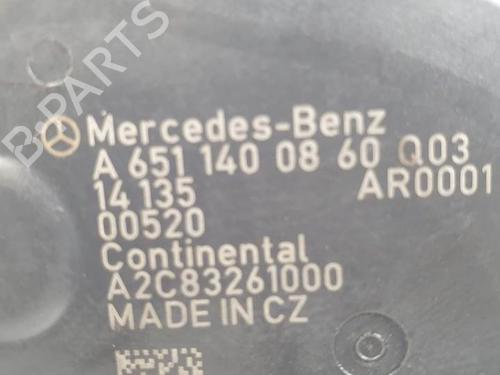 B-PARTS
Mercedes-Benz
A 651 140 08 60 Q03
14 135 AR0001
00520
Continental
A2C83261000
MADE IN CZ